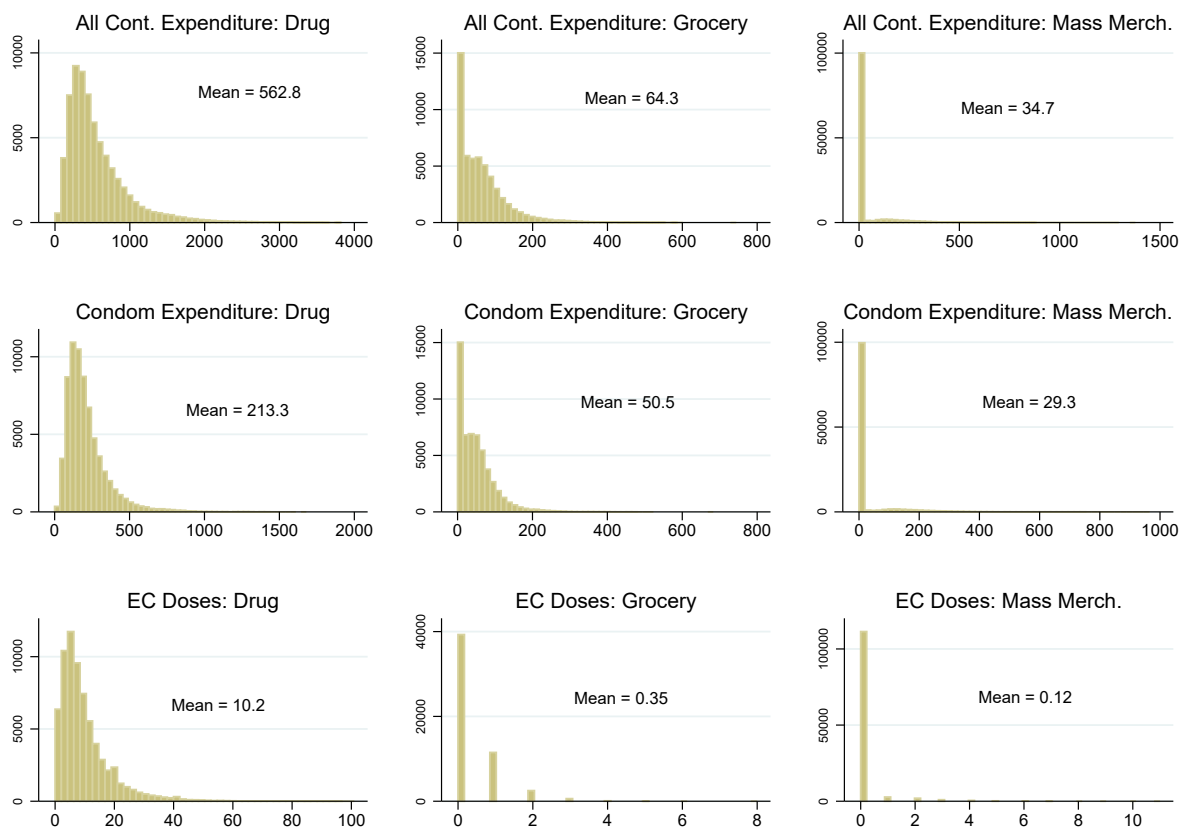 All Cont. Expenditure: Drug
10000
5000
0
Mean = 562.8
0 1000 2000 3000 4000
All Cont. Expenditure: Grocery
15000
10000
5000
0
Mean = 64.3
0 200 400 600 800
All Cont. Expenditure: Mass Merch.
100000
50000
0
Mean = 34.7
0 500 1000 1500
Condom Expenditure: Drug
10000
5000
0
Mean = 213.3
0 500 1000 1500 2000
Condom Expenditure: Grocery
15000
10000
5000
0
Mean = 50.5
0 200 400 600 800
Condom Expenditure: Mass Merch.
100000
50000
0
Mean = 29.3
0 200 400 600 800 1000
EC Doses: Drug
10000
5000
0
Mean = 10.2
0 20 40 60 80 100
EC Doses: Grocery
40000
20000
0
Mean = 0.35
0 2 4 6 8
EC Doses: Mass Merch.
100000
50000
0
Mean = 0.12
0 2 4 6 8 10